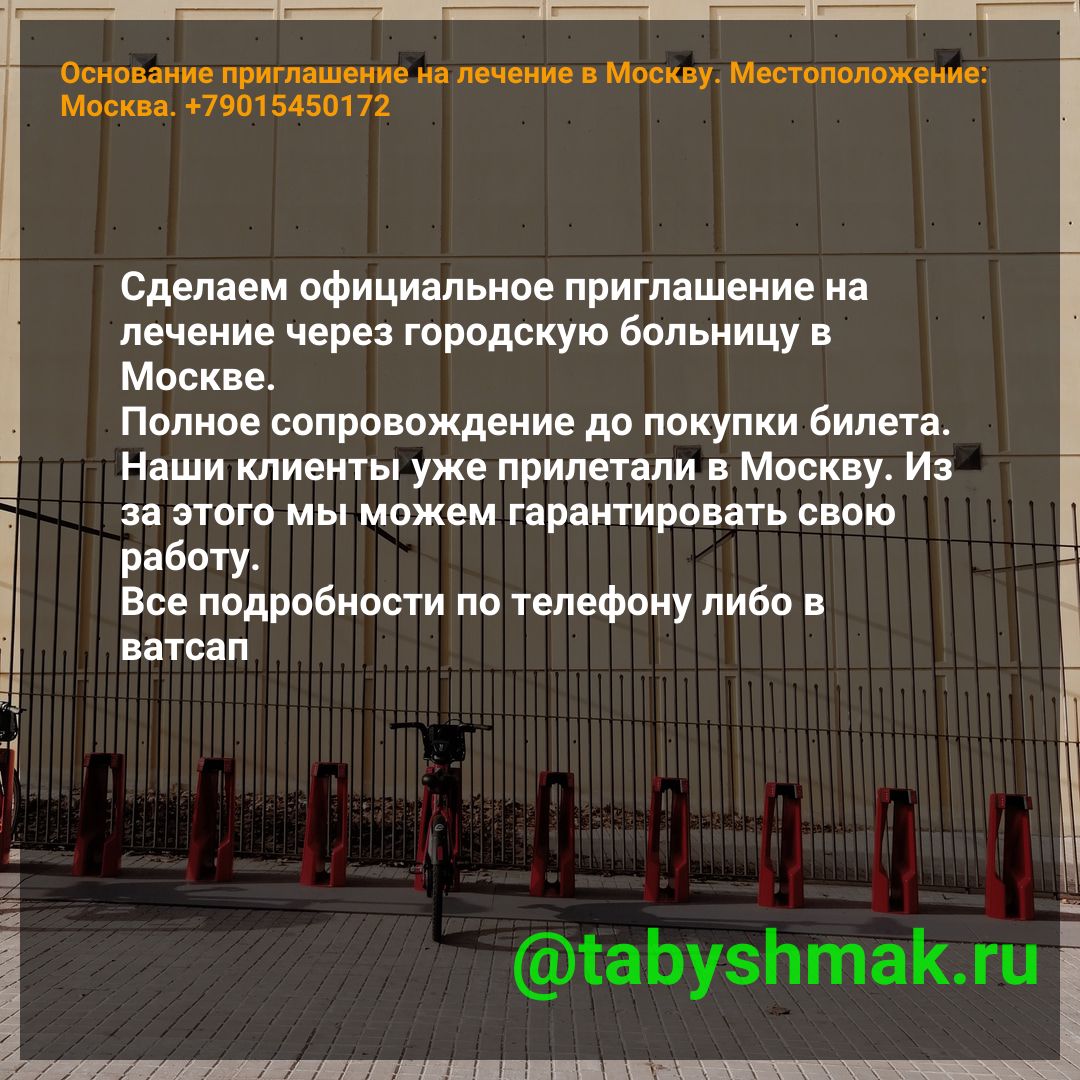 Основание приглашение на лечение в Москву. Местоположение:
Москва. +79015450172
Сделаем официальное приглашение на
лечение через городскую больницу в
Москве.
Полное сопровождение до покупки билета.
Наши клиенты уже прилетали в Москву. Из
за этого мы можем гарантировать свою
работу.
Все подробности по телефону либо в
ватсап
@tabyshmak.ru